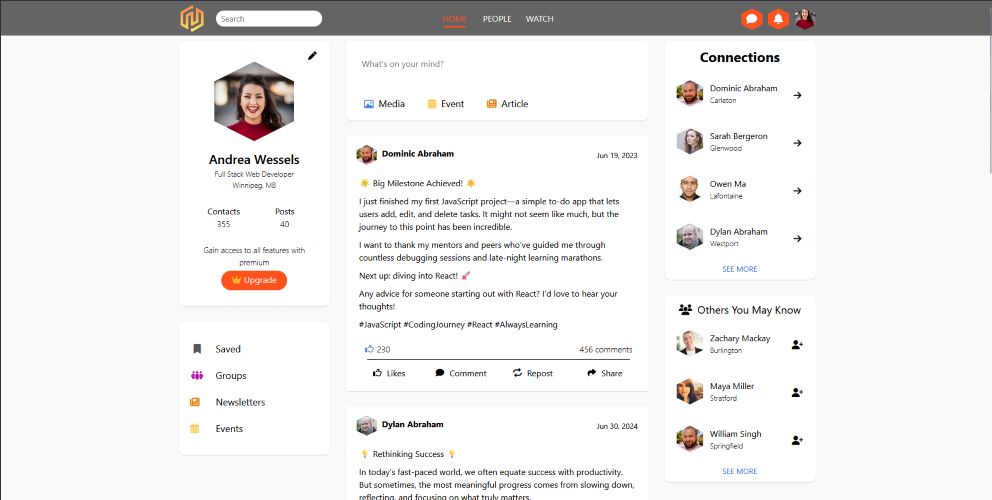 Search
HOME
PEOPLE
WATCH
Andrea Wessels
Full Stack Web Developer
Winnipeg, MB
Contacts
Posts
355
40
Gain access to all features with
premium
Upgrade
Saved
Groups
Newsletters
Events
What's on your mind?
Media
Event
Article
Dominic Abraham
Jun 19, 2023
🌟 Big Milestone Achieved! 🌟
I just finished my first JavaScript project—a simple to-do app that lets
users add, edit, and delete tasks. It might not seem like much, but the
journey to this point has been incredible.
I want to thank my mentors and peers who've guided me through
countless debugging sessions and late-night learning marathons.
Next up: diving into React! 🚀
Any advice for someone starting out with React? I'd love to hear your
thoughts!
#JavaScript #CodingJourney #React #AlwaysLearning
230
456 comments
Likes
Comment
Repost
Share
Dylan Abraham
Jun 30, 2024
💡 Rethinking Success 💡
In today's fast-paced world, we often equate success with productivity.
But sometimes, the most meaningful progress comes from slowing down,
reflecting, and focusing on what truly matters.
Connections
Dominic Abraham
Carleton
Sarah Bergeron
Glenwood
Owen Ma
Lafontaine
Dylan Abraham
Westport
SEE MORE
Others You May Know
Zachary Mackay
Burlington
Maya Miller
Stratford
William Singh
Springfield
SEE MORE